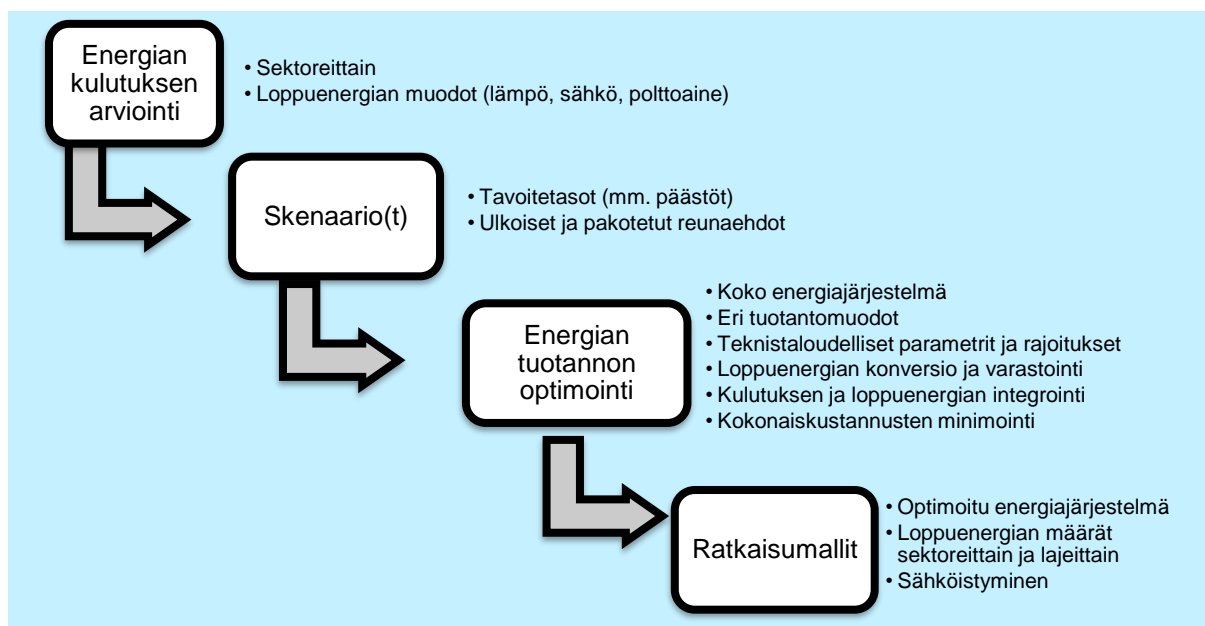 Energian
kulutuksen
arviointi
• Sektoreittain
• Loppuenergian muodot (lämpö, sähkö, polttoaine)
Skenaario(t)
• Tavoitetasot (mm. päästöt)
• Ulkoiset ja pakotetut reunaehdot
Energian
tuotannon
optimointi
• Koko energiajärjestelmä
• Eri tuotantomuodot
• Teknistaloudelliset parametrit ja rajoitukset
• Loppuenergian konversio ja varastointi
• Kulutuksen ja loppuenergian integrointi
• Kokonaiskustannusten minimointi
Ratkaisumallit
• Optimoitu energiajärjestelmä
• Loppuenergian määrät
sektoreittain ja lajeittain
• Sähköistyminen